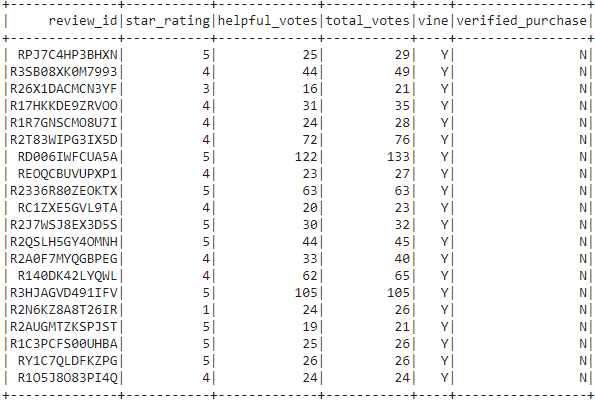 +--------------+-----------+-------------+-----------+----+-----------------+
|     review_id|star_rating|helpful_votes|total_votes|vine|verified_purchase|
+--------------+-----------+-------------+-----------+----+-----------------+
| RPJ7C4HP3BHXN|          5|           25|         29|   Y|                N|
|R3SB08XK0M7993|          4|           44|         49|   Y|                N|
|R26X1DACMCN3YF|          3|           16|         21|   Y|                N|
|R17HKKDE9ZRVOO|          4|           31|         35|   Y|                N|
|R1R7GNSCMO8U7I|          4|           24|         28|   Y|                N|
|R2T83WIPG3IX5D|          4|           72|         76|   Y|                N|
| RD006IWFCUA5A|          5|          122|        133|   Y|                N|
| REOQCBUVUPXP1|          4|           23|         27|   Y|                N|
|R2336R80ZEOKTX|          5|           63|         63|   Y|                N|
| RC1ZXE5GVL9TA|          4|           20|         23|   Y|                N|
|R2J7WSJ8EX3D5S|          5|           30|         32|   Y|                N|
|R2QSLH5GY4OMNH|          5|           44|         45|   Y|                N|
|R2A0F7MYQGBPEG|          4|           33|         40|   Y|                N|
| R140DK42LYQWL|          4|           62|         65|   Y|                N|
|R3HJAGVD491IFV|          5|          105|        105|   Y|                N|
|R2N6KZ8A8T26IR|          1|           24|         26|   Y|                N|
|R2AUGMTZKSPJST|          5|           19|         21|   Y|                N|
|R1C3PCFS00UHBA|          5|           25|         26|   Y|                N|
| RY1C7QLDFKZPG|          5|           26|         26|   Y|                N|
|R1O5J8O83PI4Q|          4|           24|         24|   Y|                N|
+--------------+-----------+-------------+-----------+----+-----------------+